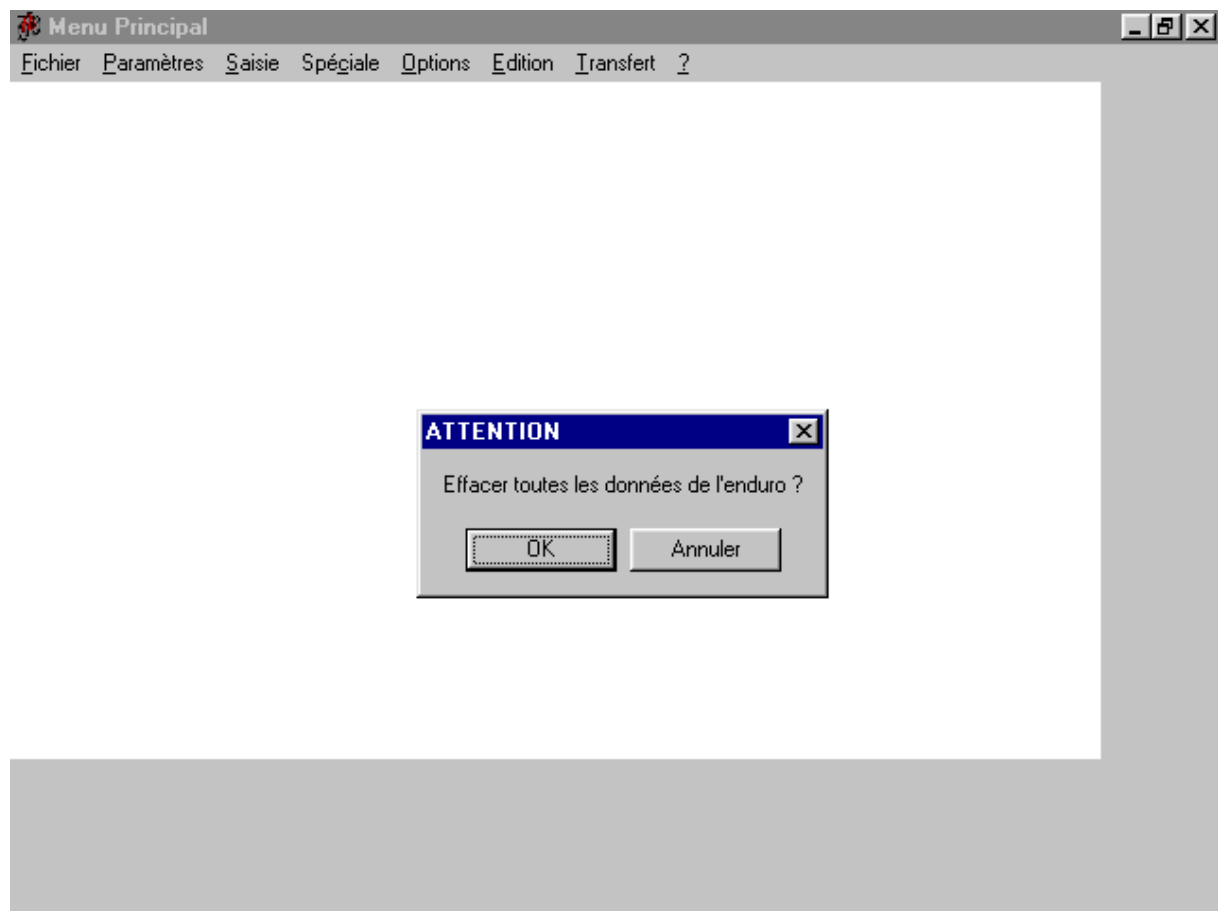 Menu Principal
Fichier Paramètres Saisie Spéciale Options Edition Transfert ?
ATTENTION
Effacer toutes les données de l'enduro ?
OK Annuler